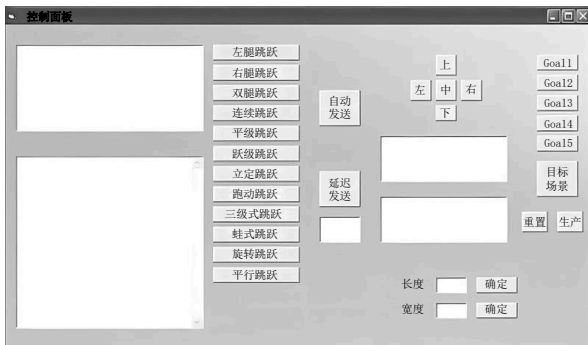 控制面板
左腿跳跃
右腿跳跃
双腿跳跃
连续跳跃
平级跳跃
跃级跳跃
立定跳跃
跑动跳跃
三级式跳跃
蛙式跳跃
旋转跳跃
平行跳跃
自动
发送
延迟
发送
上
左 中 右
下
Goal1
Goal2
Goal3
Goal4
Goal5
目标
场景
重置 生产
长度 确定
宽度 确定